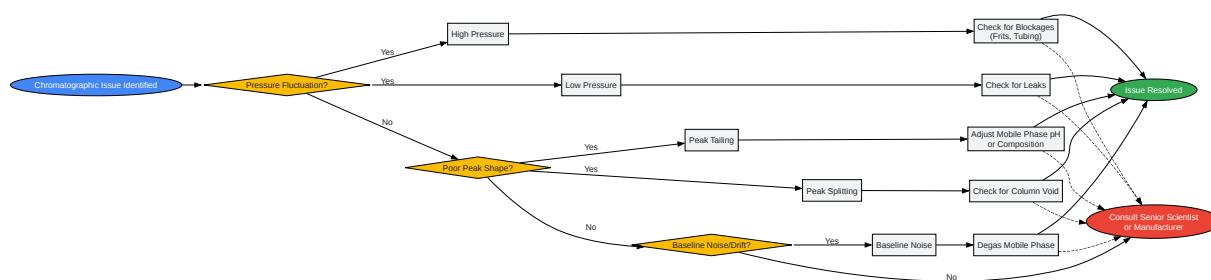 Check for Blockages
(Frits, Tubing)
High Pressure
Yes
Chromatographic Issue Identified
Pressure Fluctuation?
Yes
Low Pressure
Check for Leaks
Issue Resolved
No
Peak Tailing
Adjust Mobile Phase pH
or Composition
Yes
Poor Peak Shape?
Yes
Peak Splitting
Check for Column Void
Consult Senior Scientist
or Manufacturer
No
Baseline Noise/Drift?
Yes
Baseline Noise
Degas Mobile Phase
No